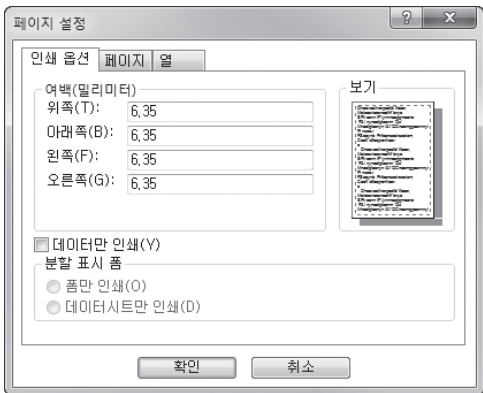 페이지 설정
인쇄 옵션 페이지 열
여백(밀리미터)
위쪽(T): 6,35
아래쪽(B): 6,35
왼쪽(F): 6,35
오른쪽(G): 6,35
보기
데이터만 인쇄(Y)
분할 표시 폼
폼만 인쇄(O)
데이터시트만 인쇄(D)
확인 취소